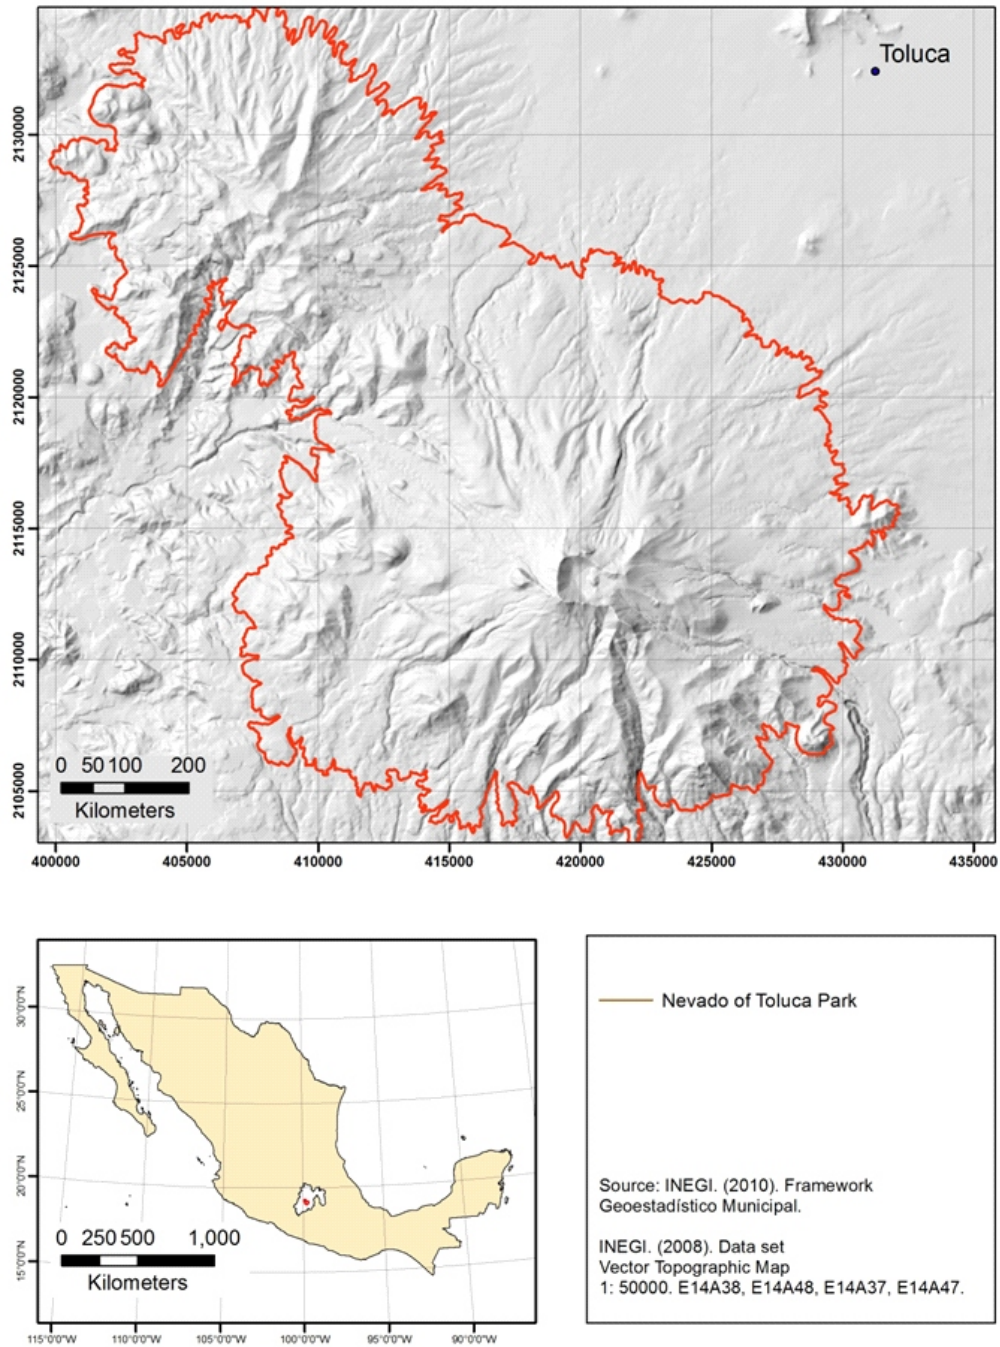 Toluca
2130000
2125000
2120000
2115000
2110000
2105000
0 50 100 200
Kilometers
400000 405000 410000 415000 420000 425000 430000 435000
30°0'0"N
25°0'0"N
20°0'0"N
15°0'0"N
0 250 500 1,000
Kilometers
115°0'0"W 110°0'0"W 105°0'0"W 100°0'0"W 95°0'0"W 90°0'0"W
Nevado of Toluca Park
Source: INEGI. (2010). Framework
Geoestadístico Municipal.
INEGI. (2008). Data set
Vector Topographic Map
1: 50000. E14A38, E14A48, E14A37, E14A47.